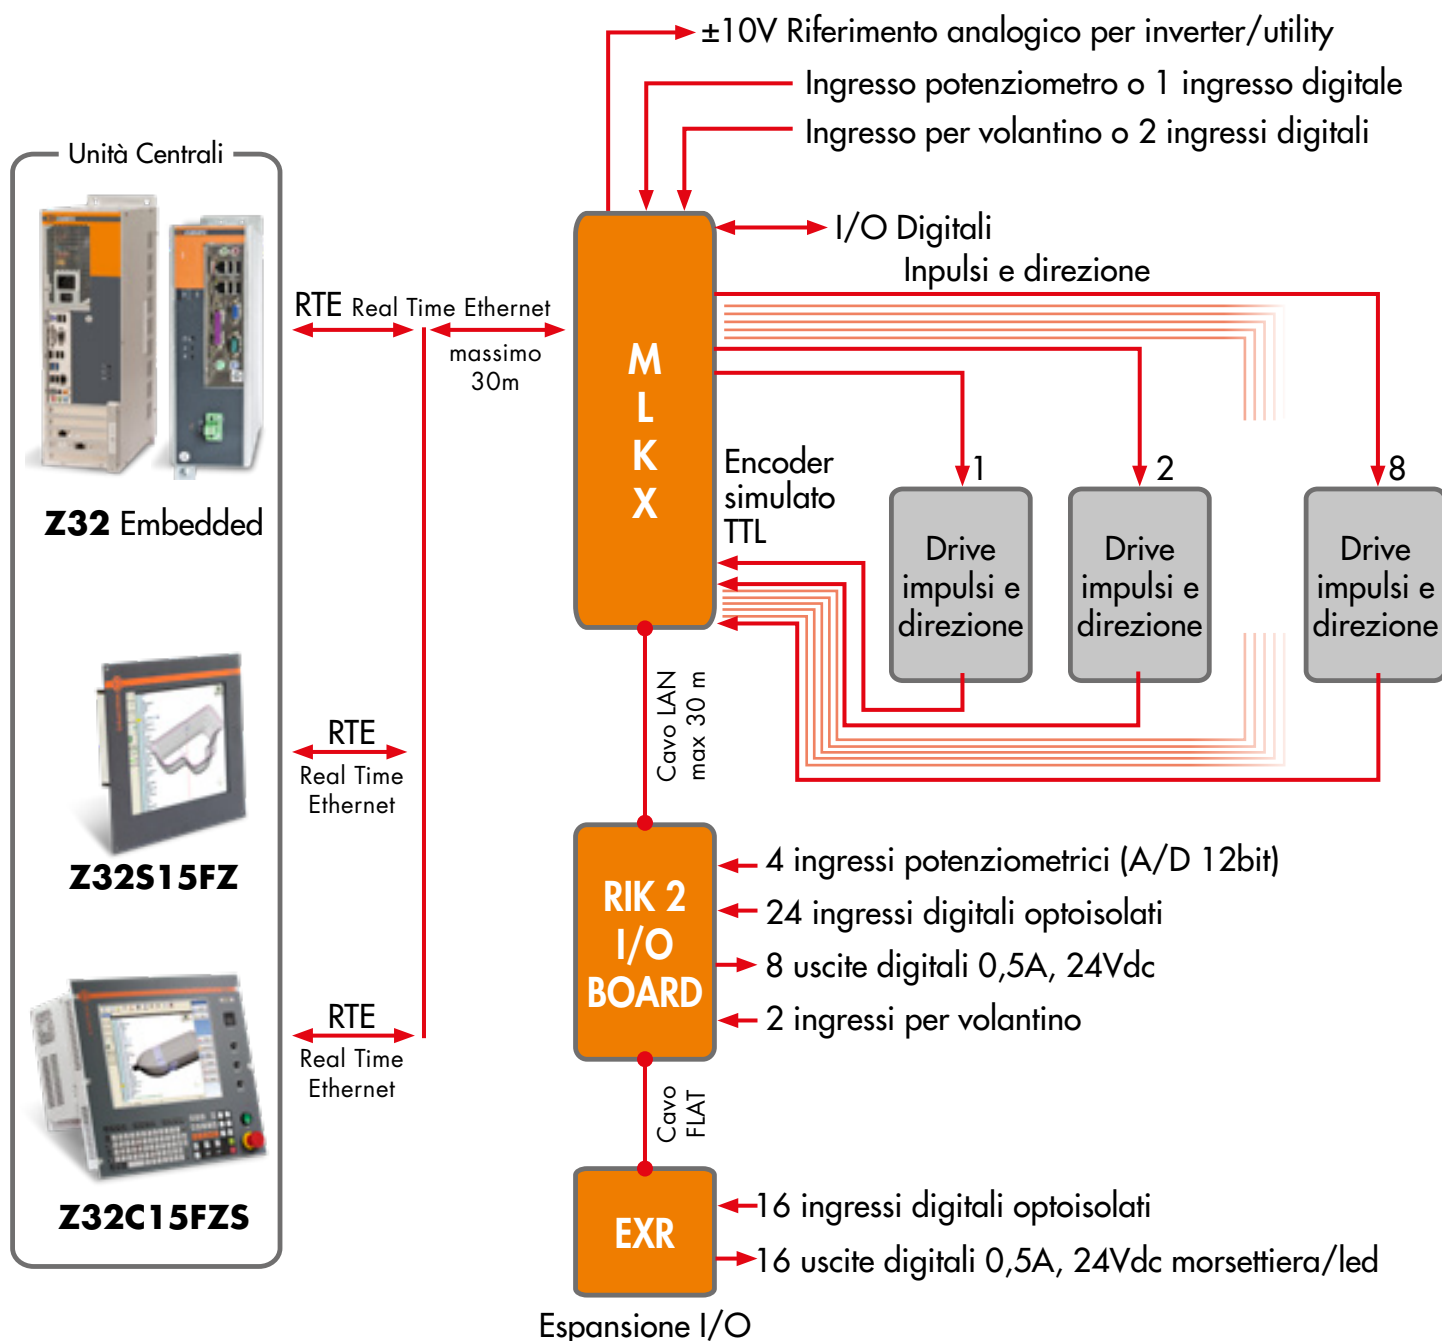 ±10V Riferimento analogico per inverter/utility
Ingresso potenziometro o 1 ingresso digitale
Ingresso per volantino o 2 ingressi digitali
Unità Centrali
I/O Digitali
Inpulsi e direzione
RTE Real Time Ethernet
massimo
30m
M
L
K
X
Z32 Embedded
Encoder
simulato
TTL
1
2
8
Drive
impulsi e
direzione
Drive
impulsi e
direzione
Drive
impulsi e
direzione
Cavo LAN
max 30 m
RTE
Real Time
Ethernet
Z32S15FZ
RIK 2
I/O
BOARD
4 ingressi potenziometrici (A/D 12bit)
24 ingressi digitali optoisolati
8 uscite digitali 0,5A, 24Vdc
2 ingressi per volantino
RTE
Real Time
Ethernet
Z32C15FZS
Cavo
FLAT
EXR
16 ingressi digitali optoisolati
16 uscite digitali 0,5A, 24Vdc morsettiera/led
Espansione I/O